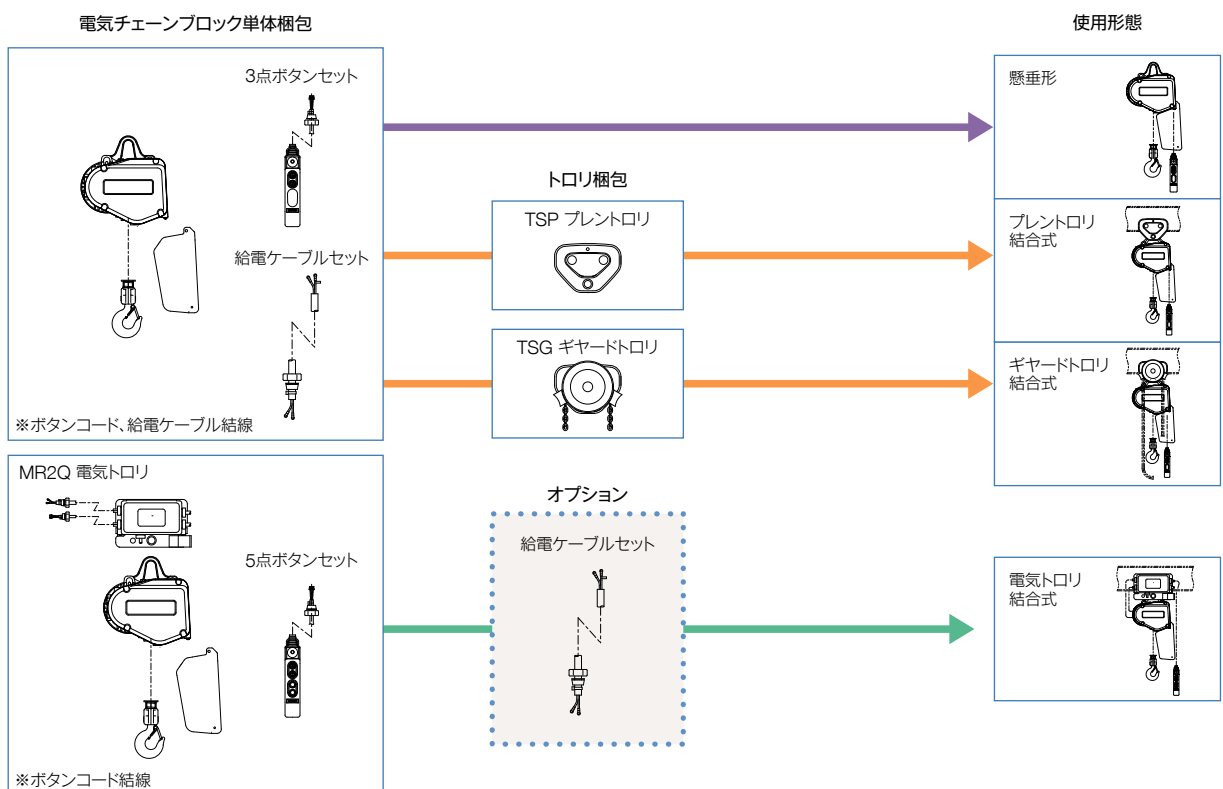 電気チェーンブロック単体梱包
使用形態
3点ボタンセット
給電ケーブルセット
※ボタンコード、給電ケーブル結線
トロリ梱包
TSP プレントロリ
TSG ギヤードトロリ
懸垂形
プレントロリ
結合式
ギヤードトロリ
結合式
MR2Q 電気トロリ
5点ボタンセット
※ボタンコード結線
オプション
給電ケーブルセット
電気トロリ
結合式